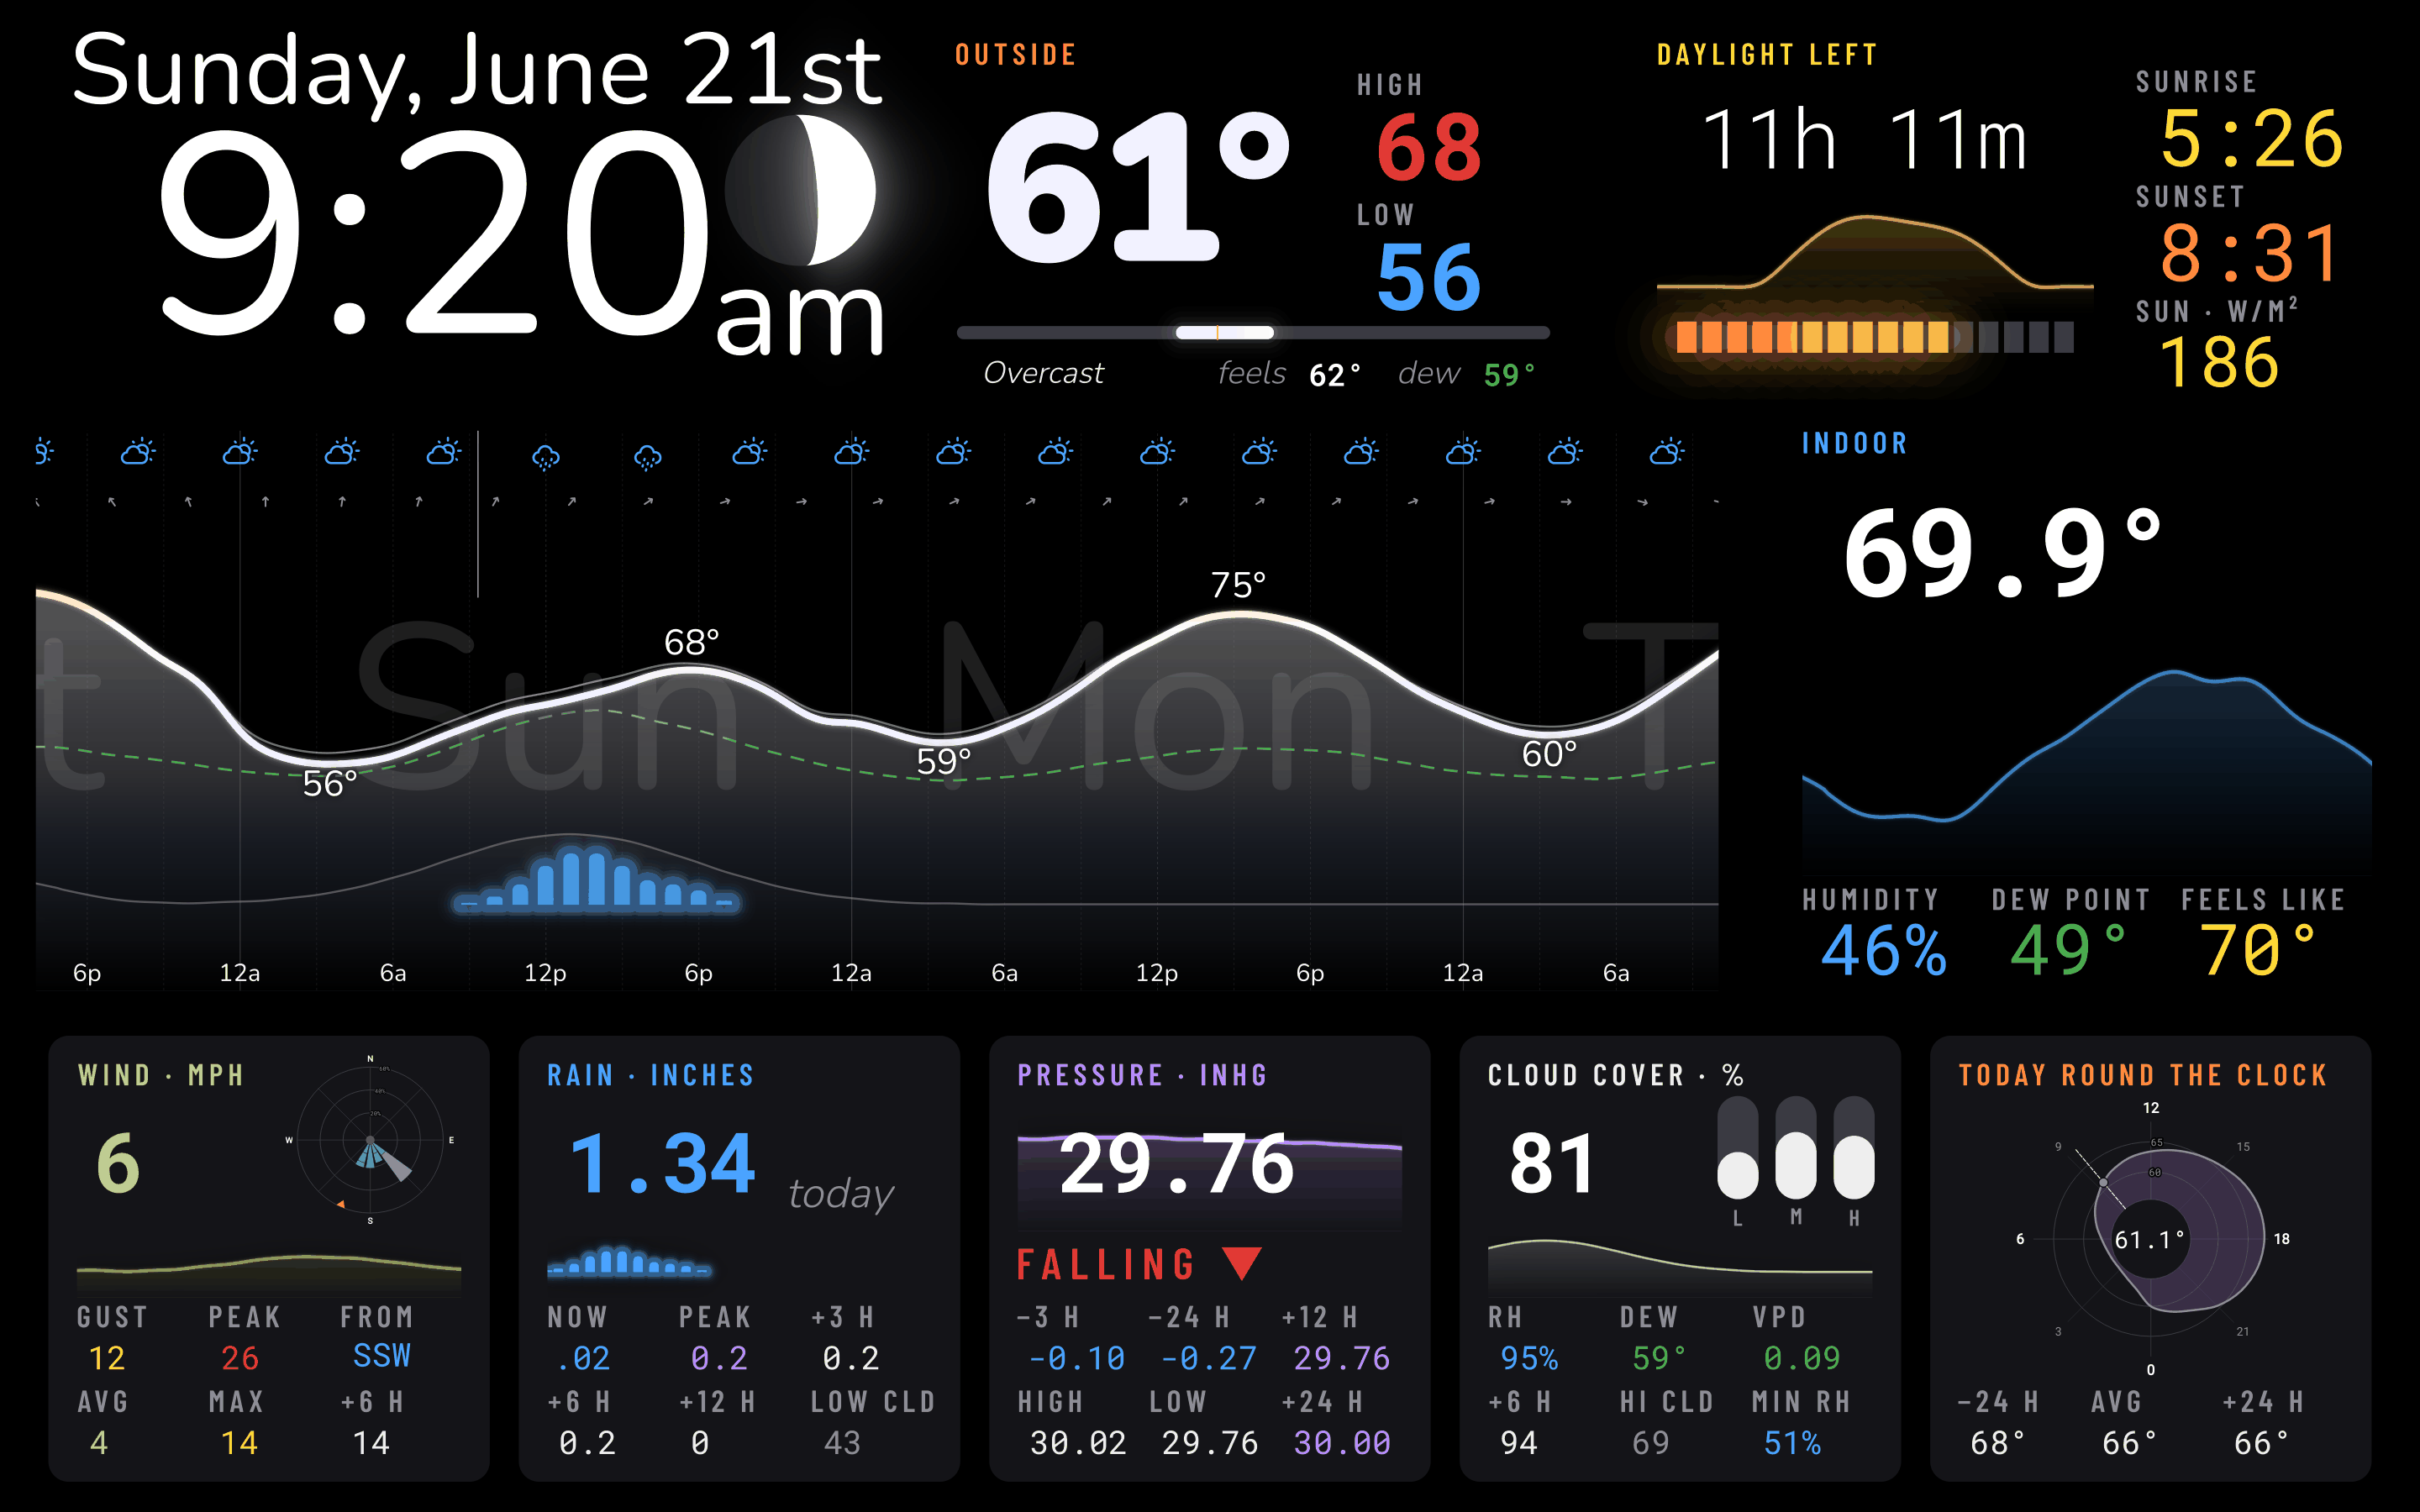 Sunday, June 21st
9:20 am
OUTSIDE
61°
HIGH
68
LOW
56
Overcast feels 62° dew 59°
DAYLIGHT LEFT
11h 11m
SUNRISE
5:26
SUNSET
8:31
SUN · W/M²
186
t Sun Mon T
75°
68°
56°
59°
60°
6p 12a 6a 12p 6p 12a 6a 12p 6p 12a 6a
INDOOR
69.9°
HUMIDITY DEW POINT FEELS LIKE
46% 49° 70°
WIND · MPH
6
N
60%
40%
20%
W E
S
GUST PEAK FROM
12 26 SSW
AVG MAX +6 H
4 14 14
RAIN · INCHES
1.34 today
NOW PEAK +3 H
.02 0.2 0.2
+6 H +12 H LOW CLD
0.2 0 43
PRESSURE · INHG
29.76
FALLING
−3 H −24 H +12 H
-0.10 -0.27 29.76
HIGH LOW +24 H
30.02 29.76 30.00
CLOUD COVER · %
81
L M H
RH DEW VPD
95% 59° 0.09
+6 H HI CLD MIN RH
94 69 51%
TODAY ROUND THE CLOCK
12
9 65 15
60
6 61.1° 18
3 21
0
−24 H AVG +24 H
68° 66° 66°